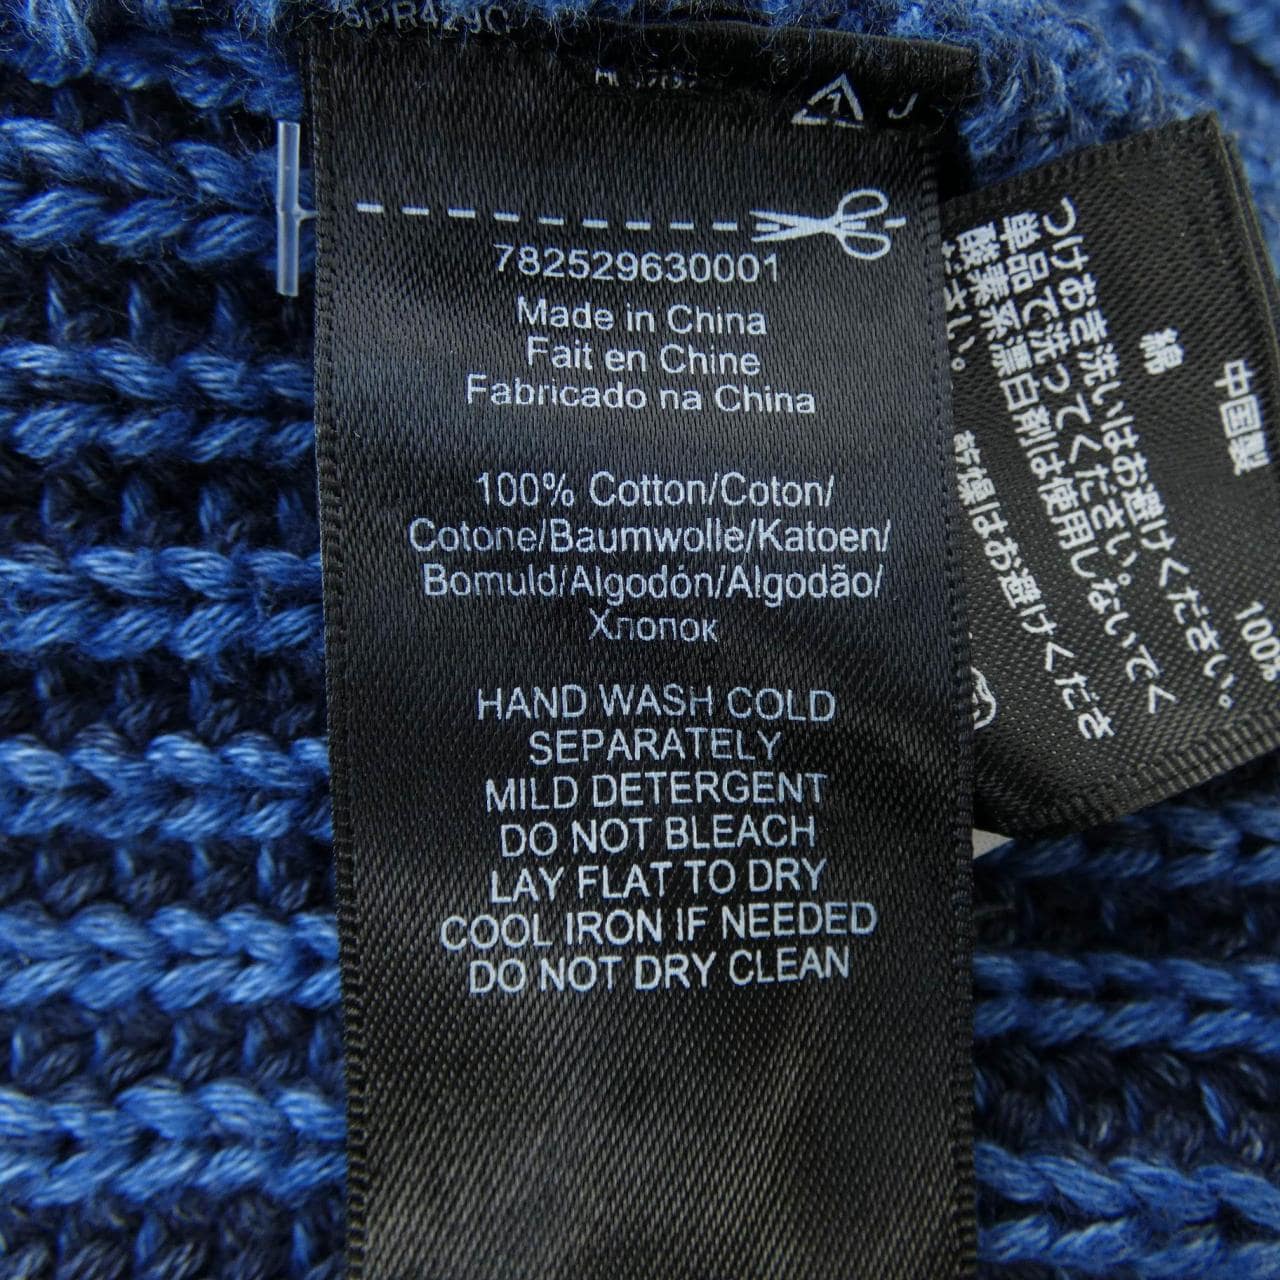 J
782529630001
Made in China
Fait en Chine
Fabricado na China
100% Cotton/Coton/
Cotone/Baumwolle/Katoen/
Bomuld/Algodón/Algodão/
Хлопок
HAND WASH COLD
SEPARATELY
MILD DETERGENT
DO NOT BLEACH
LAY FLAT TO DRY
COOL IRON IF NEEDED
DO NOT DRY CLEAN
中国製
綿 100%
つけおき洗いはお避けください。
単品で洗ってください。
酸素系漂白剤は使用しないでく
ださい。
乾燥はお避けくださ